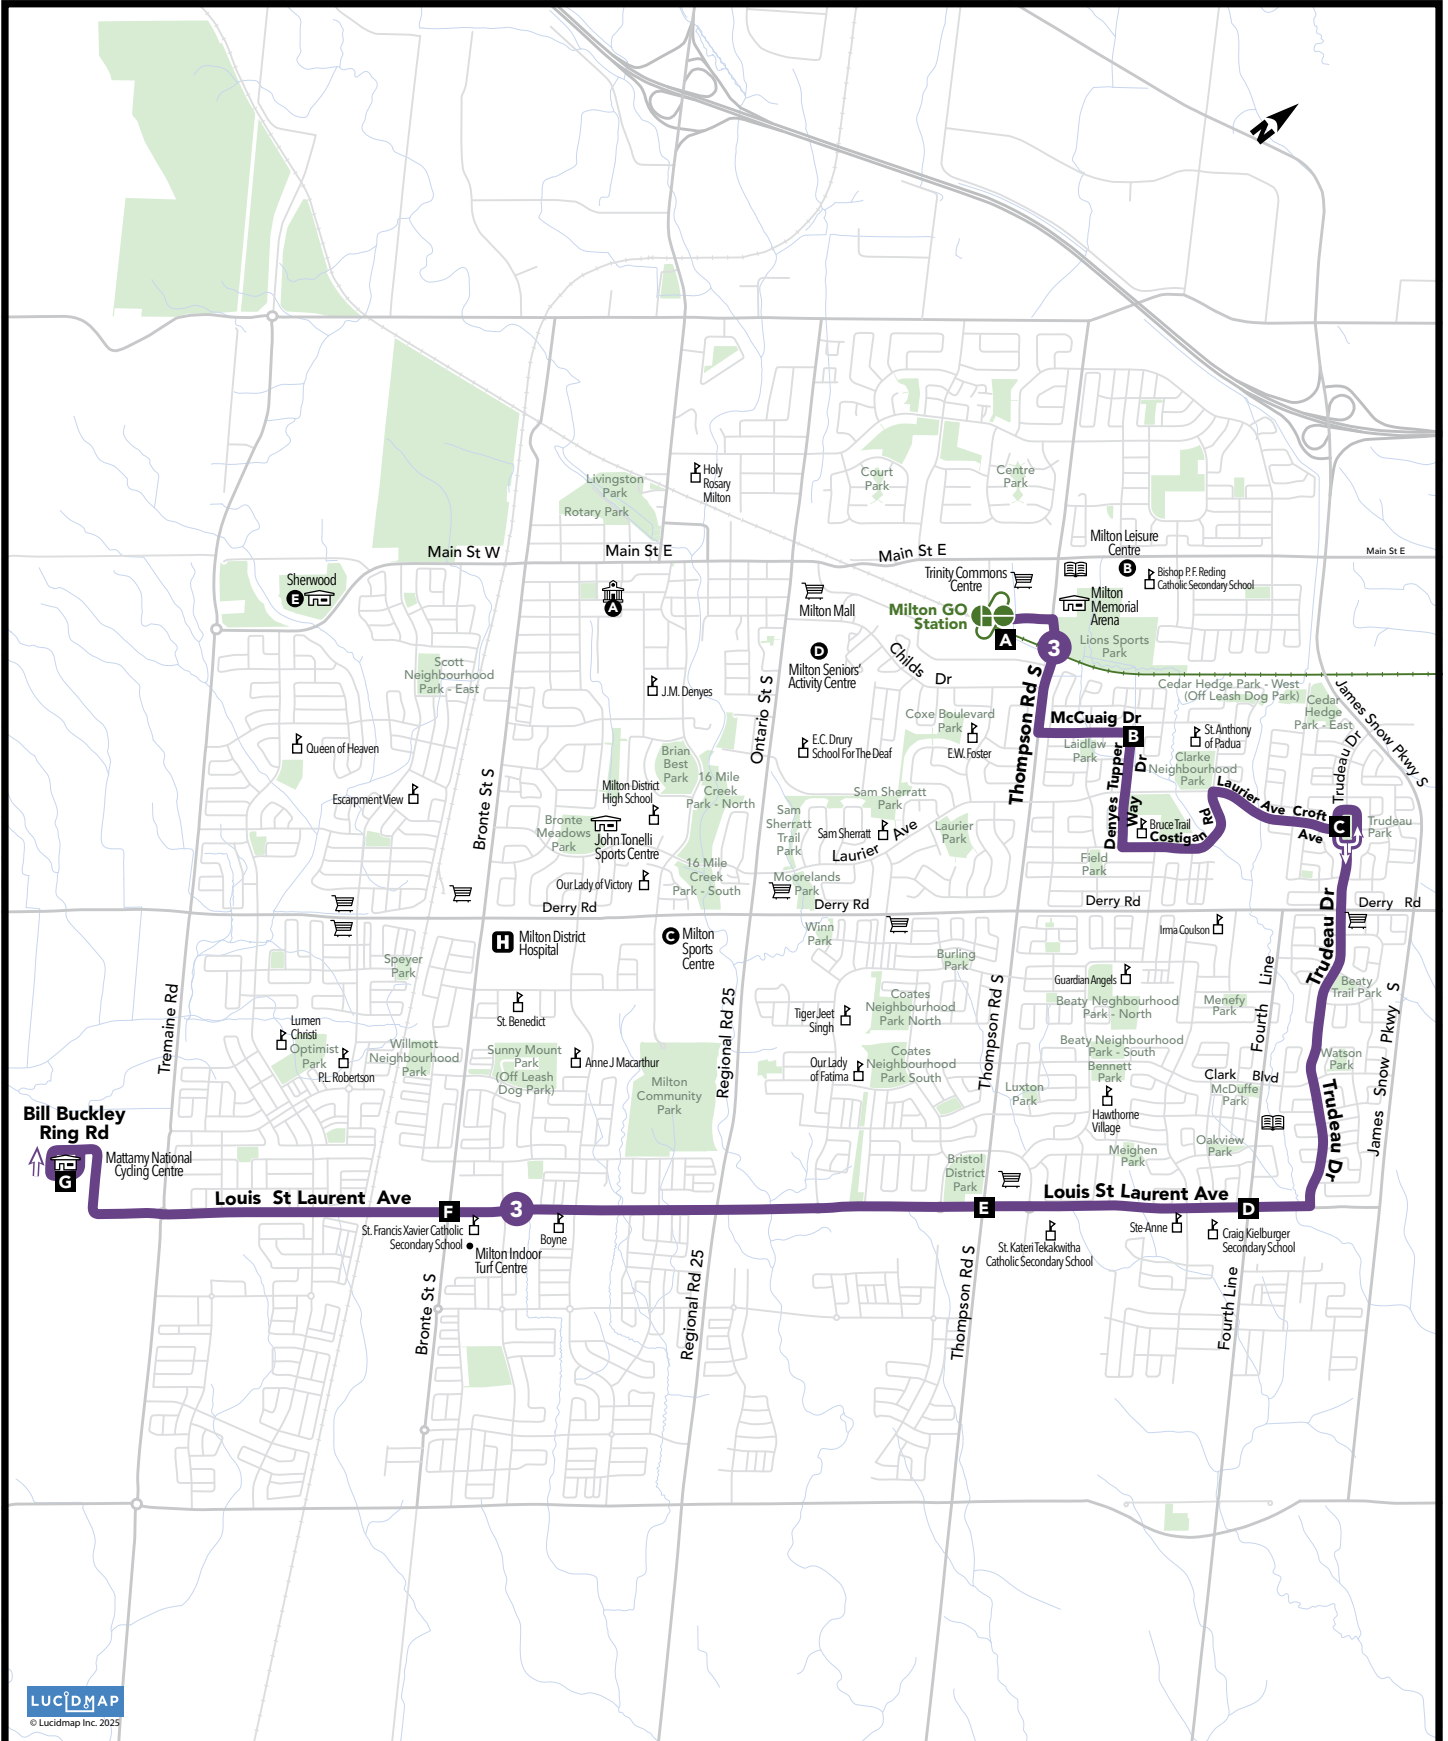 N
Holy
Rosary
Milton
Livingston
Park
Rotary Park
Court
Park
Centre
Park
Main St W
Main St E
Main St E
Main St E
Milton Leisure
Centre
B
Bishop P.F. Reding
Catholic Secondary School
Sherwood
E
A
Milton Mall
Trinity Commons
Centre
Milton GO
Station
A
Milton
Memorial
Arena
Lions Sports
Park
3
D
Milton Seniors'
Activity Centre
Childs Dr
Scott
Neighbourhood
Park - East
J.M. Denyes
Ontario St S
Thompson Rd S
Cedar Hedge Park - West
(Off Leash Dog Park)
Cedar
Hedge
Park - East
James Snow Pkwy S
Coxe Boulevard
Park
McCuaig Dr
B
Laidlaw
Park
St. Anthony
of Padua
Trudeau Dr
Queen of Heaven
E.C. Drury
School For The Deaf
E.W. Foster
Brian
Best
Park
16 Mile
Creek
Park - North
Denyes Tupper
Way Dr
Clarke
Neighbourhood
Park
Laurier Ave Croft
Ave
C
Trudeau
Park
Escarpment View
Milton District
High School
Bronte St S
Bronte
Meadows
Park
John Tonelli
Sports Centre
Sam Sherratt
Park
Sam
Sherratt
Trail
Park
Sam Sherratt
Laurier Ave
Laurier
Park
Bruce Trail
Costigan Rd
Field
Park
Our Lady of Victory
16 Mile
Creek
Park - South
Moorelands
Park
Derry Rd
Derry Rd
Derry Rd
Derry Rd
H
Milton District
Hospital
C
Milton
Sports
Centre
Winn
Park
Irma Coulson
Trudeau Dr
Speyer
Park
Burling
Park
Guardian Angels
Fourth Line
Beaty
Trail Park
Tremaine Rd
St. Benedict
Regional Rd 25
Tiger Jeet
Singh
Coates
Neighbourhood
Park North
Thompson Rd S
Beaty Neghbourhood
Park - North
Menefy
Park
James Snow Pkwy S
Lumen
Christi
Optimist
Park
P.L. Robertson
Willmott
Neighbourhood
Park
Sunny Mount
Park
(Off Leash
Dog Park)
Anne J Macarthur
Milton
Community
Park
Our Lady
of Fatima
Coates
Neighbourhood
Park South
Beaty Neighbourhood
Park - South
Bennett
Park
Luxton
Park
Clark Blvd
McDuffe
Park
Watson
Park
Trudeau Dr
Hawthorne
Village
Bill Buckley
Ring Rd
Mattamy National
Cycling Centre
G
Meighen
Park
Oakview
Park
Bristol
District
Park
Louis St Laurent Ave
F
3
E
Louis St Laurent Ave
D
St. Francis Xavier Catholic
Secondary School
Milton Indoor
Turf Centre
Boyne
St. Kateri Tekakwitha
Catholic Secondary School
Ste-Anne
Craig Kielburger
Secondary School
Bronte St S
Regional Rd 25
Thompson Rd S
Fourth Line
LUCIDMAP
© Lucidmap Inc. 2025